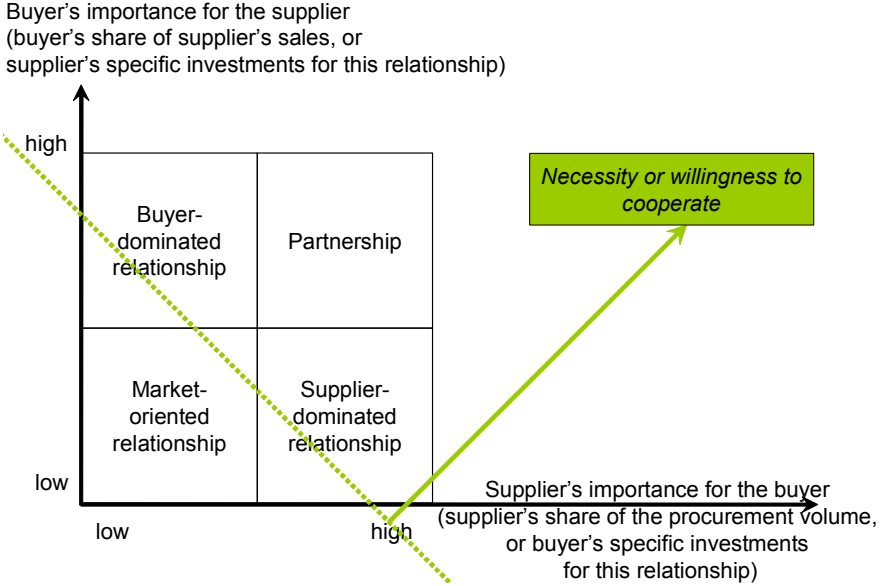 Buyer's importance for the supplier
(buyer's share of supplier's sales, or
supplier's specific investments for this relationship)
high
Necessity or willingness to
cooperate
Buyer-
dominated
relationship
Partnership
Market-
oriented
relationship
Supplier-
dominated
relationship
low
low
high
Supplier's importance for the buyer
(supplier's share of the procurement volume,
or buyer's specific investments
for this relationship)